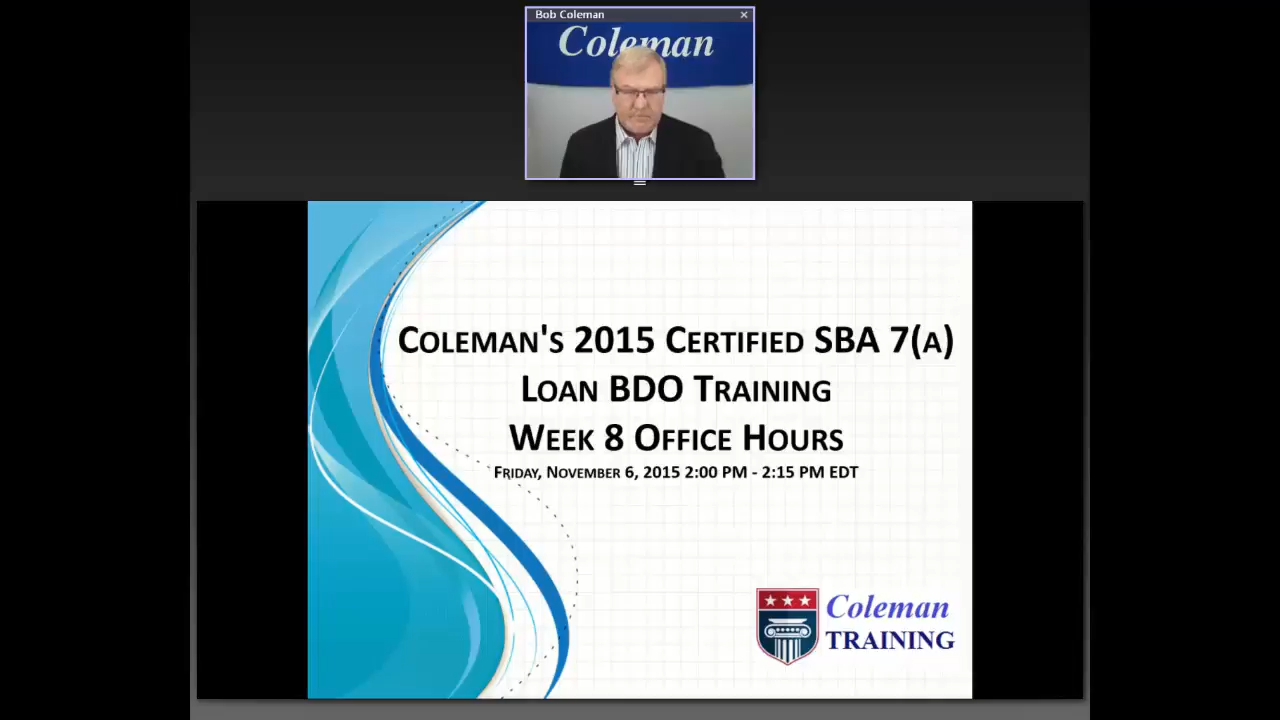 Bob Coleman
Coleman
Coleman's 2015 Certified SBA 7(a)
Loan BDO Training
Week 8 Office Hours
Friday, November 6, 2015 2:00 PM - 2:15 PM EDT
Coleman
TRAINING